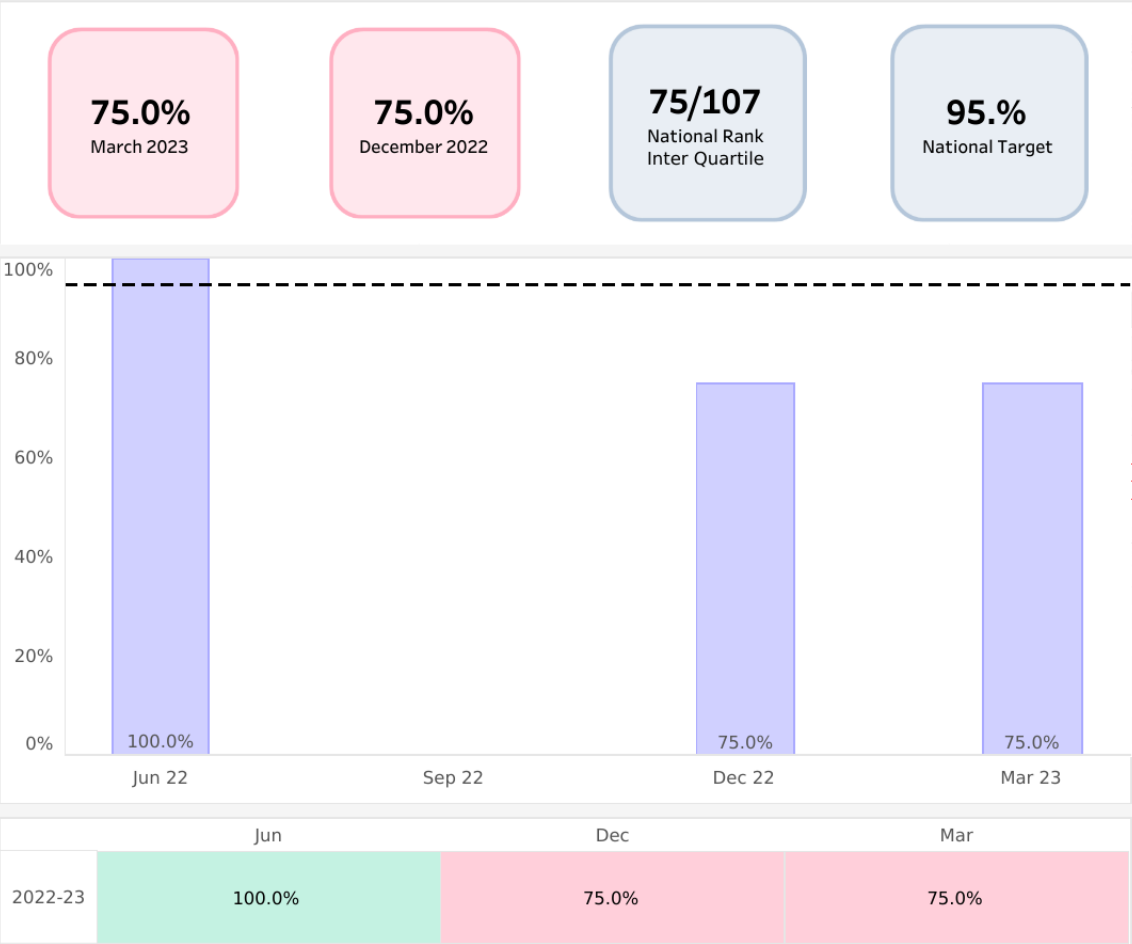 75.0%
March 2023
75.0%
December 2022
75/107
National Rank
Inter Quartile
95.%
National Target
100%
80%
60%
40%
20%
0%
100.0%
75.0%
75.0%
Jun 22
Sep 22
Dec 22
Mar 23
Jun
Dec
Mar
2022-23
100.0%
75.0%
75.0%